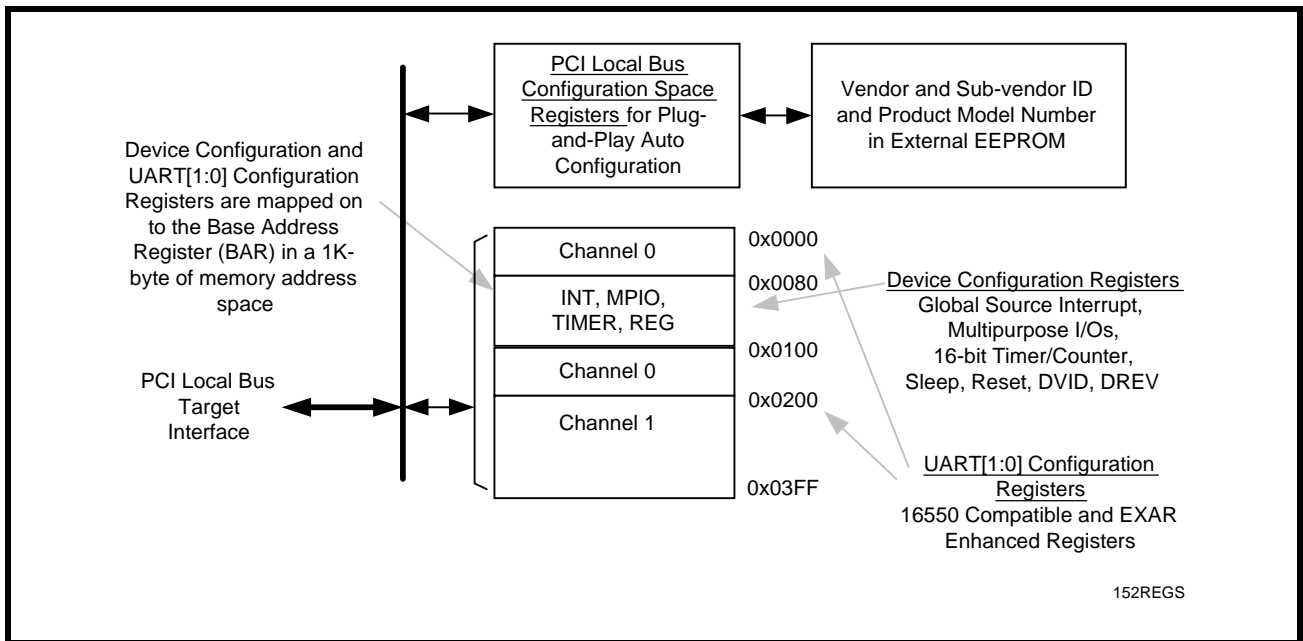 PCI Local Bus
Configuration Space
Registers for Plug-
and-Play Auto
Configuration
Vendor and Sub-vendor ID
and Product Model Number
in External EEPROM
Device Configuration and
UART[1:0] Configuration
Registers are mapped on
to the Base Address
Register (BAR) in a 1K-
byte of memory address
space
PCI Local Bus
Target
Interface
Channel 0
INT, MPIO,
TIMER, REG
Channel 0
Channel 1
0x0000
0x0080
0x0100
0x0200
0x03FF
Device Configuration Registers
Global Source Interrupt,
Multipurpose I/Os,
16-bit Timer/Counter,
Sleep, Reset, DVID, DREV
UART[1:0] Configuration
Registers
16550 Compatible and EXAR
Enhanced Registers
152REGS